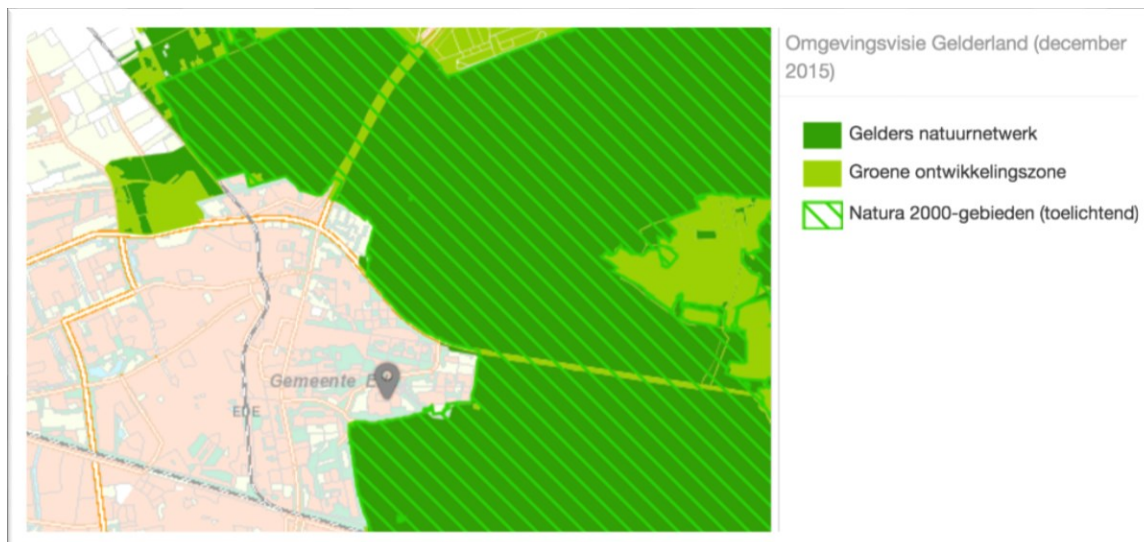 Omgevingsvisie Gelderland (december
2015)
Gelders natuurnetwerk
Groene ontwikkelingszone
Natura 2000-gebieden (toelichtend)
Gemeente E
EDE